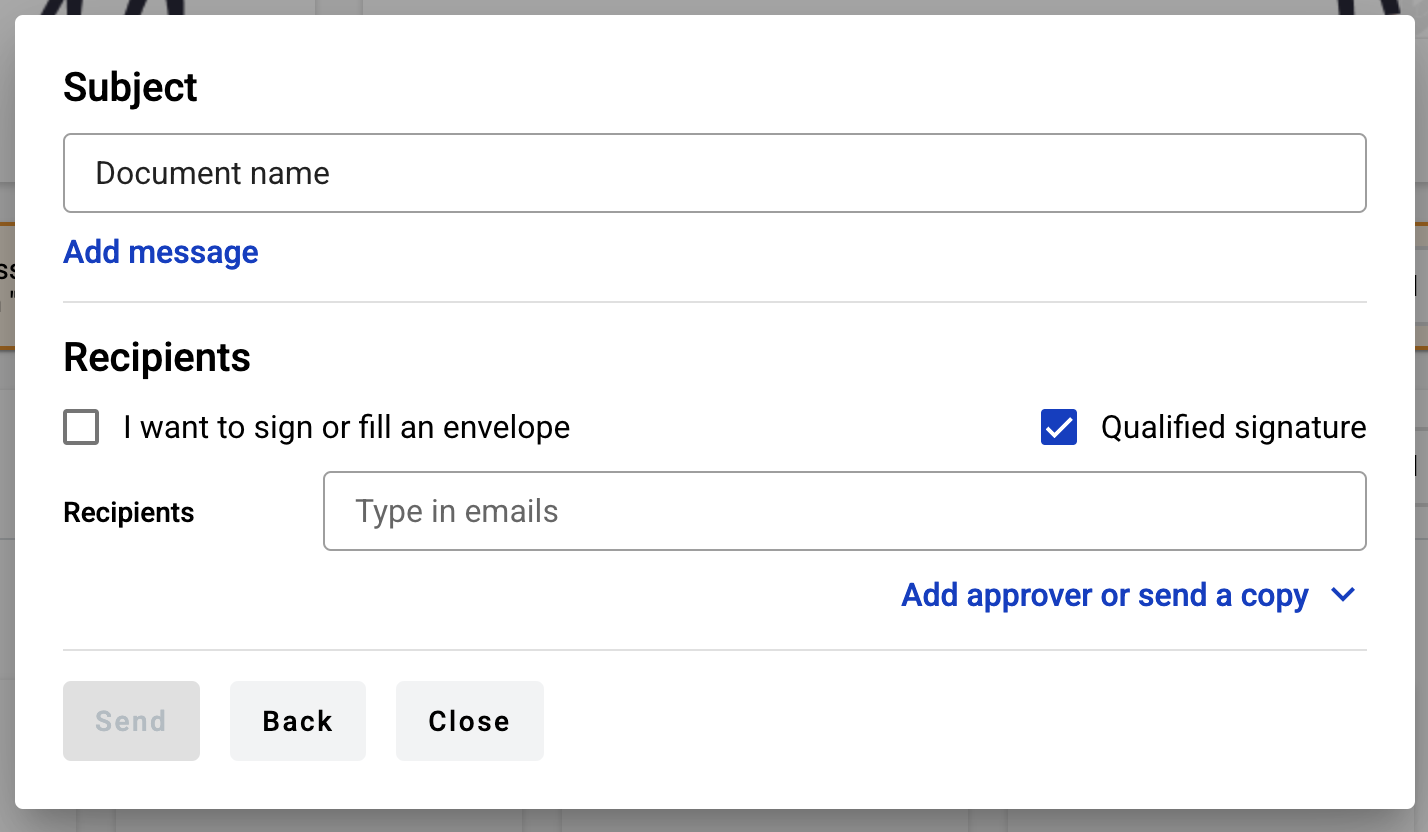 Subject
Document name
Add message
Recipients
I want to sign or fill an envelope
Qualified signature
Recipients
Type in emails
Add approver or send a copy
Send
Back
Close